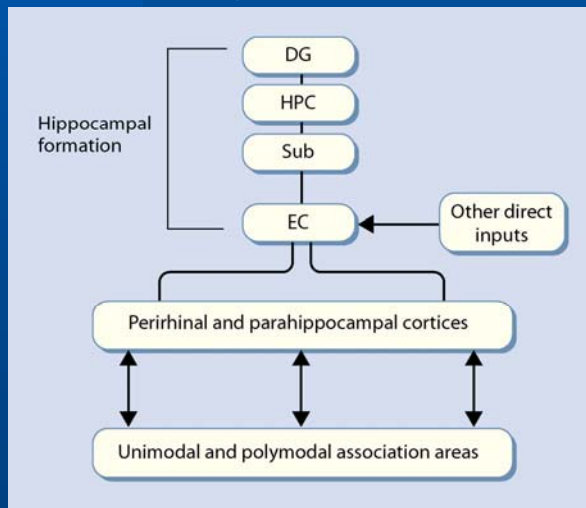 DG
HPC
Hippocampal
formation
Sub
EC
Other direct
inputs
Perirhinal and parahippocampal cortices
Unimodal and polymodal association areas